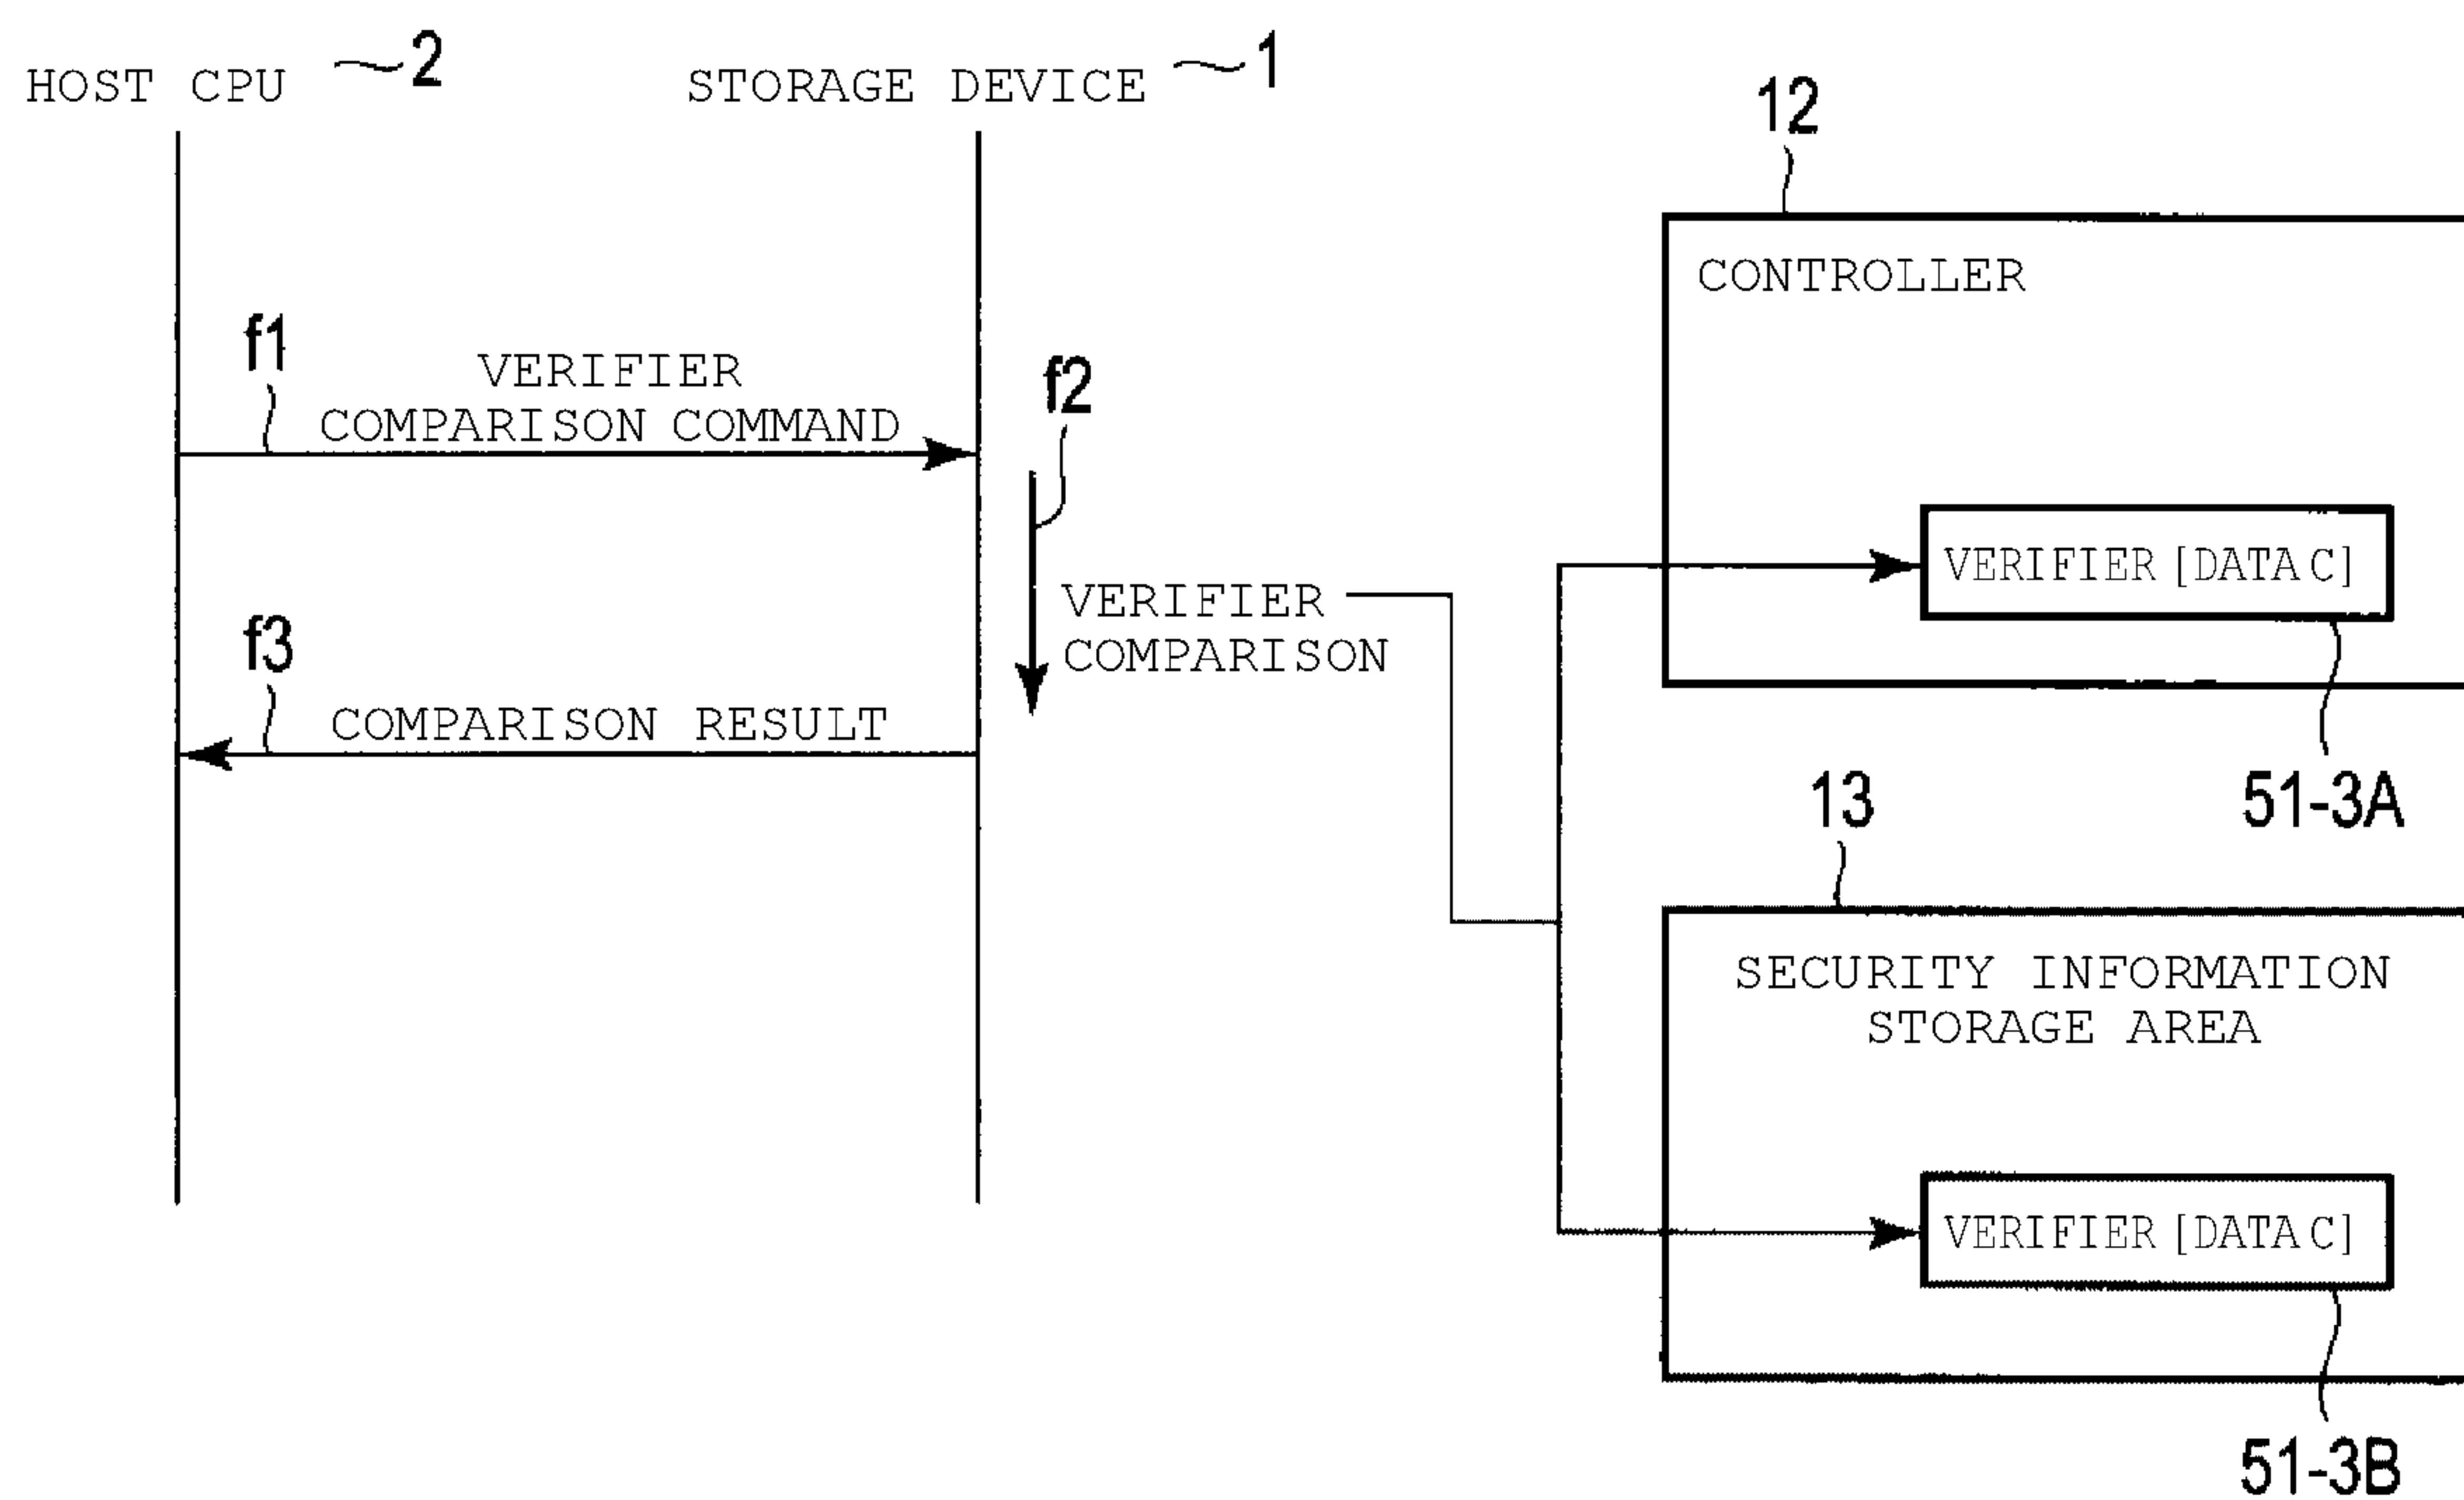 HOST CPU 2
STORAGE DEVICE 1
12
CONTROLLER
f1
VERIFIER
COMPARISON COMMAND
f2
VERIFIER [DATA C]
VERIFIER
COMPARISON
f3
COMPARISON RESULT
51-3A
13
SECURITY INFORMATION
STORAGE AREA
VERIFIER [DATA C]
51-3B